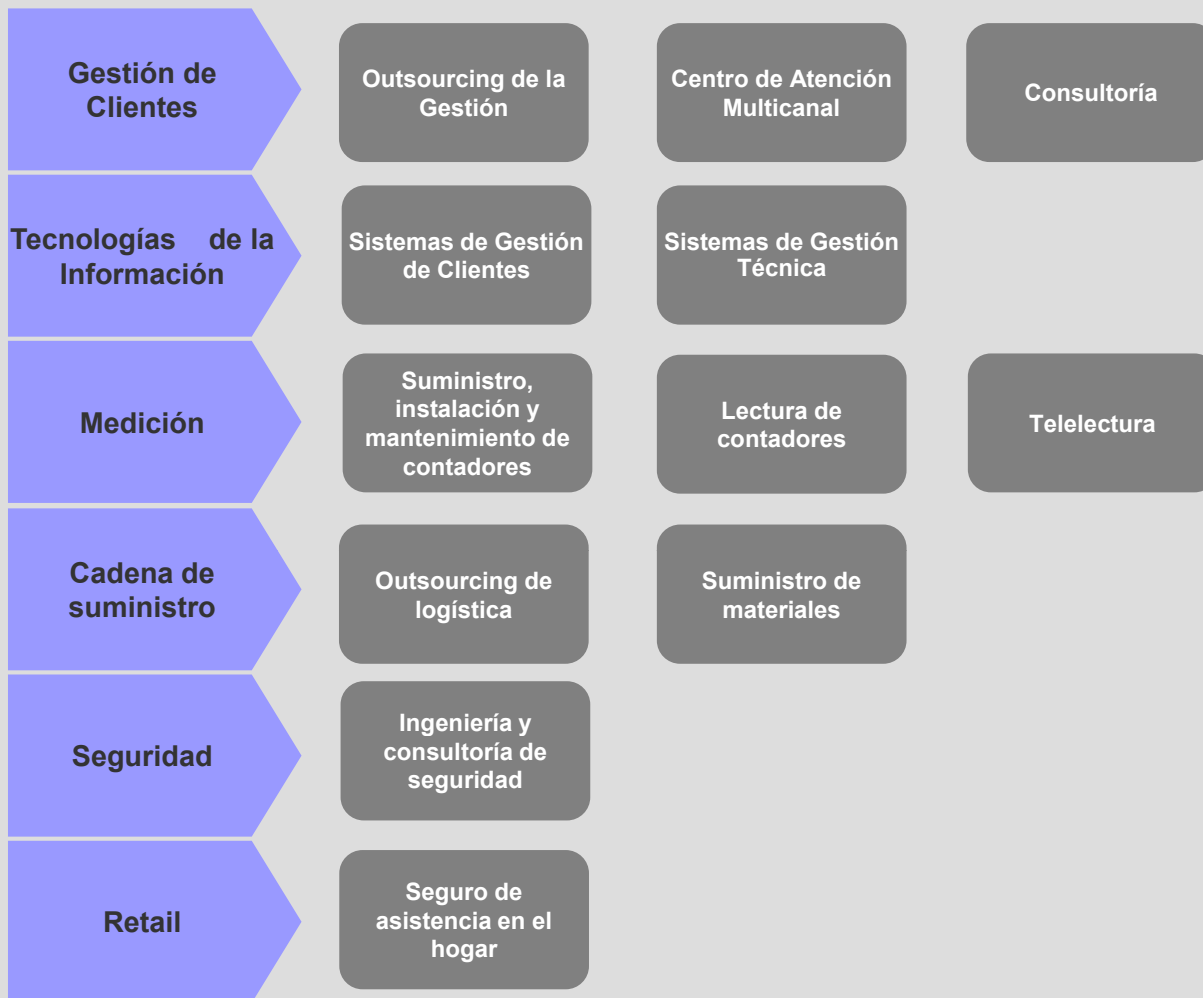 Gestión de
Clientes
Outsourcing de la
Gestión
Centro de Atención
Multicanal
Consultoría
Tecnologías de la
Información
Sistemas de Gestión
de Clientes
Sistemas de Gestión
Técnica
Medición
Suministro,
instalación y
mantenimiento de
contadores
Lectura de
contadores
Telelectura
Cadena de
suministro
Outsourcing de
logística
Suministro de
materiales
Seguridad
Ingeniería y
consultoría de
seguridad
Retail
Seguro de
asistencia en el
hogar